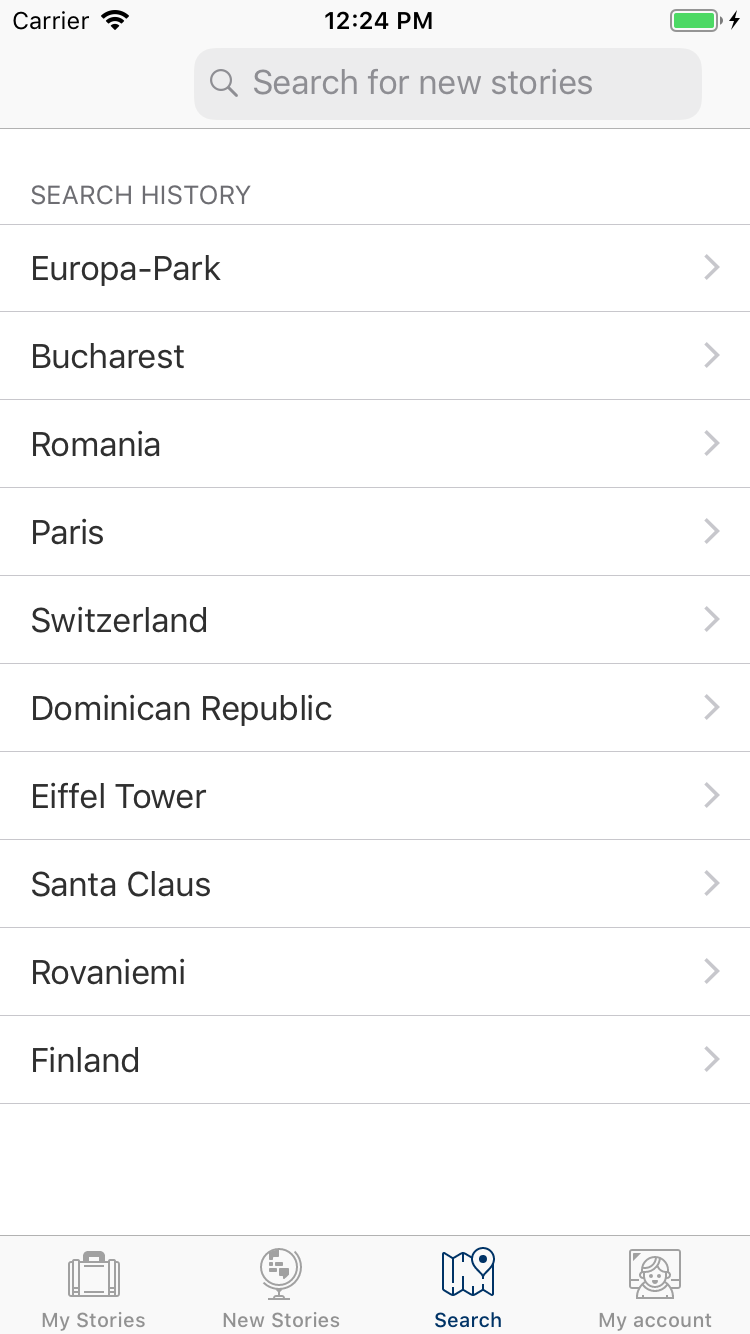 Carrier 12:24 PM
Search for new stories
SEARCH HISTORY
Europa-Park
Bucharest
Romania
Paris
Switzerland
Dominican Republic
Eiffel Tower
Santa Claus
Rovaniemi
Finland
My Stories New Stories Search My account